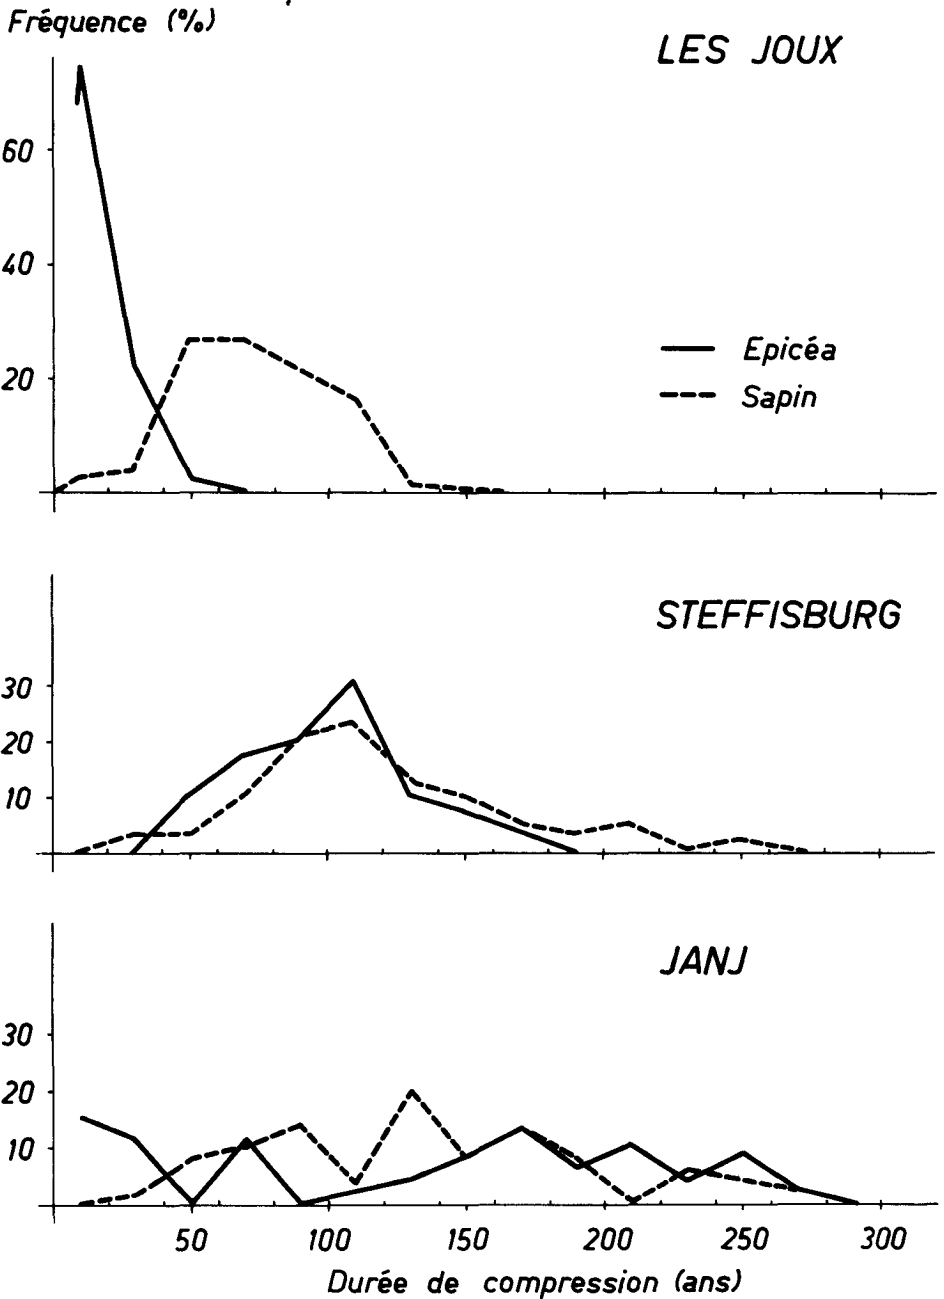 Fréquence (%)
LES JOUX
60
40
20
Epicéa
Sapin
STEFFISBURG
30
20
10
JANJ
30
20
10
50 100 150 200 250 300
Durée de compression (ans)